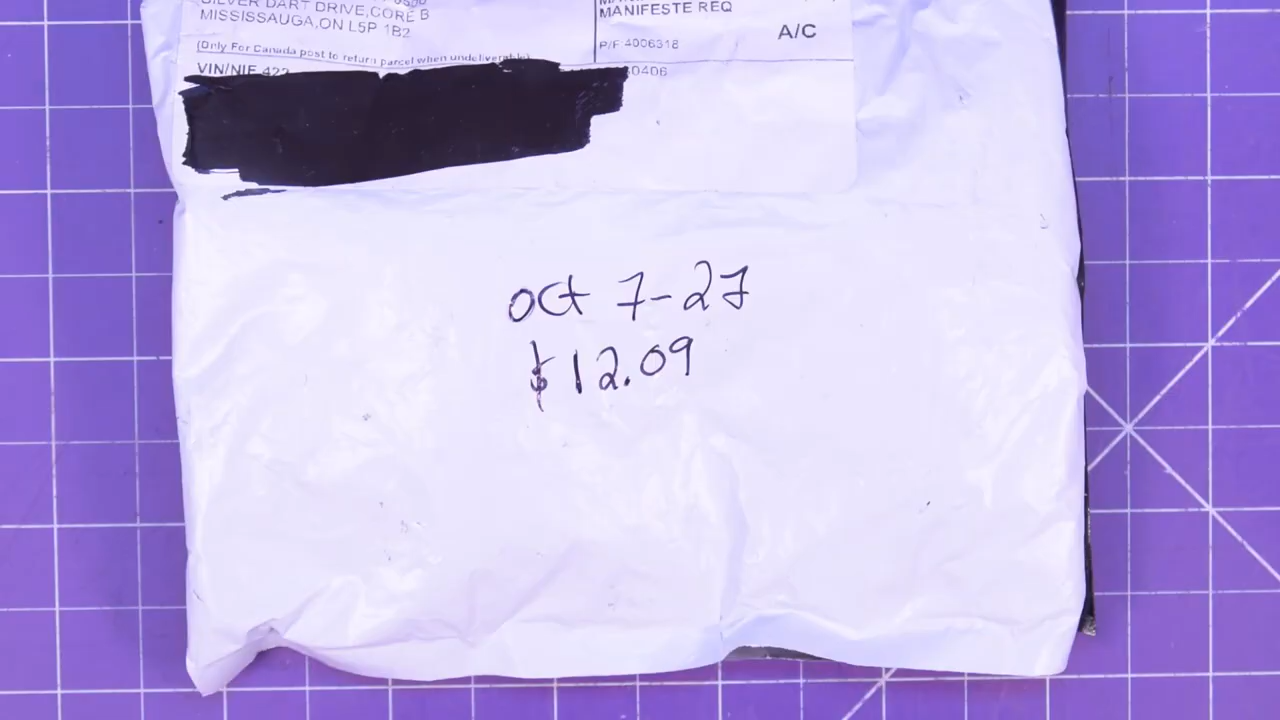 SILVER DART DRIVE,CORE B
MISSISSAUGA,ON L5P 1B2
(Only For Canada post to return parcel when undeliverable)
VIN/NIF 422
MANIFESTE REQ
A/C
P/F 4006318
0406
oct 7-27
$12.09